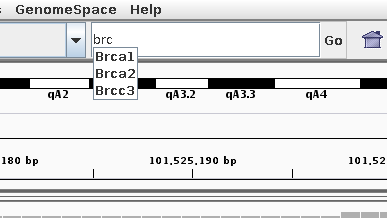 GenomeSpace Help
brc Go
Brca1
Brca2
Brcc3
qA2 qA3.2 qA3.3 qA4
180 bp 101,525,190 bp 101,52